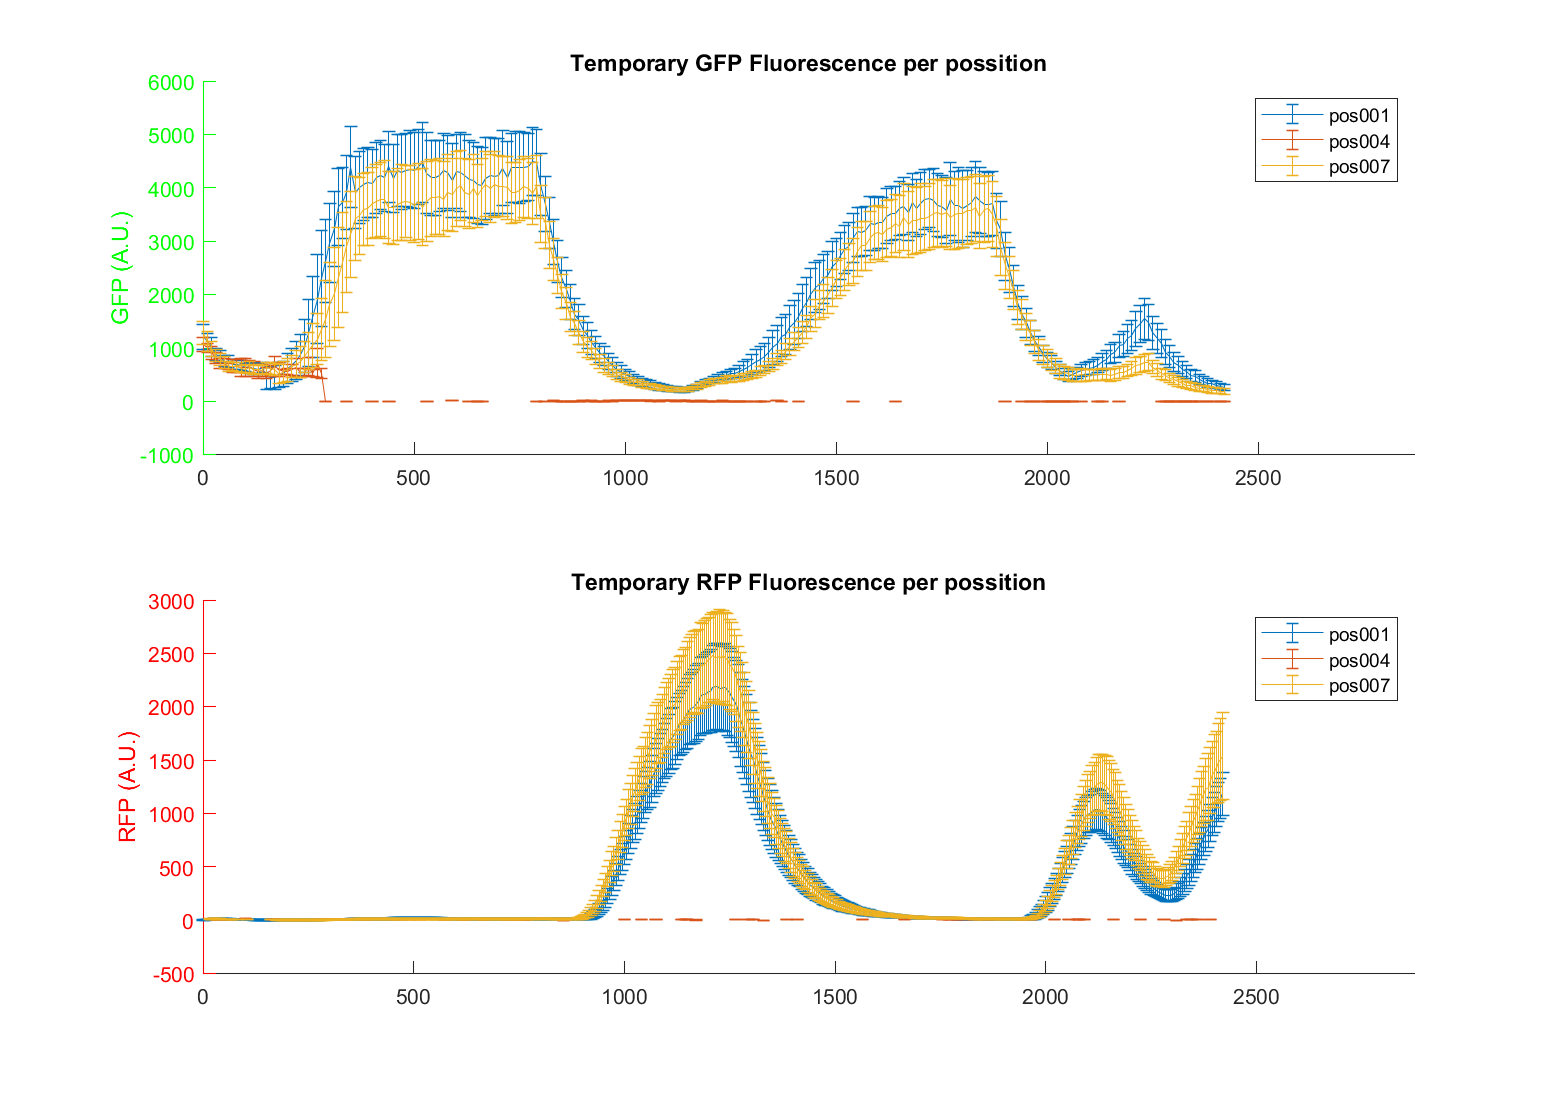 Temporary GFP Fluorescence per possition
6000
5000
4000
3000
2000
1000
0
-1000
GFP (A.U.)
0 500 1000 1500 2000 2500
pos001
pos004
pos007
Temporary RFP Fluorescence per possition
3000
2500
2000
1500
1000
500
0
-500
RFP (A.U.)
0 500 1000 1500 2000 2500
pos001
pos004
pos007